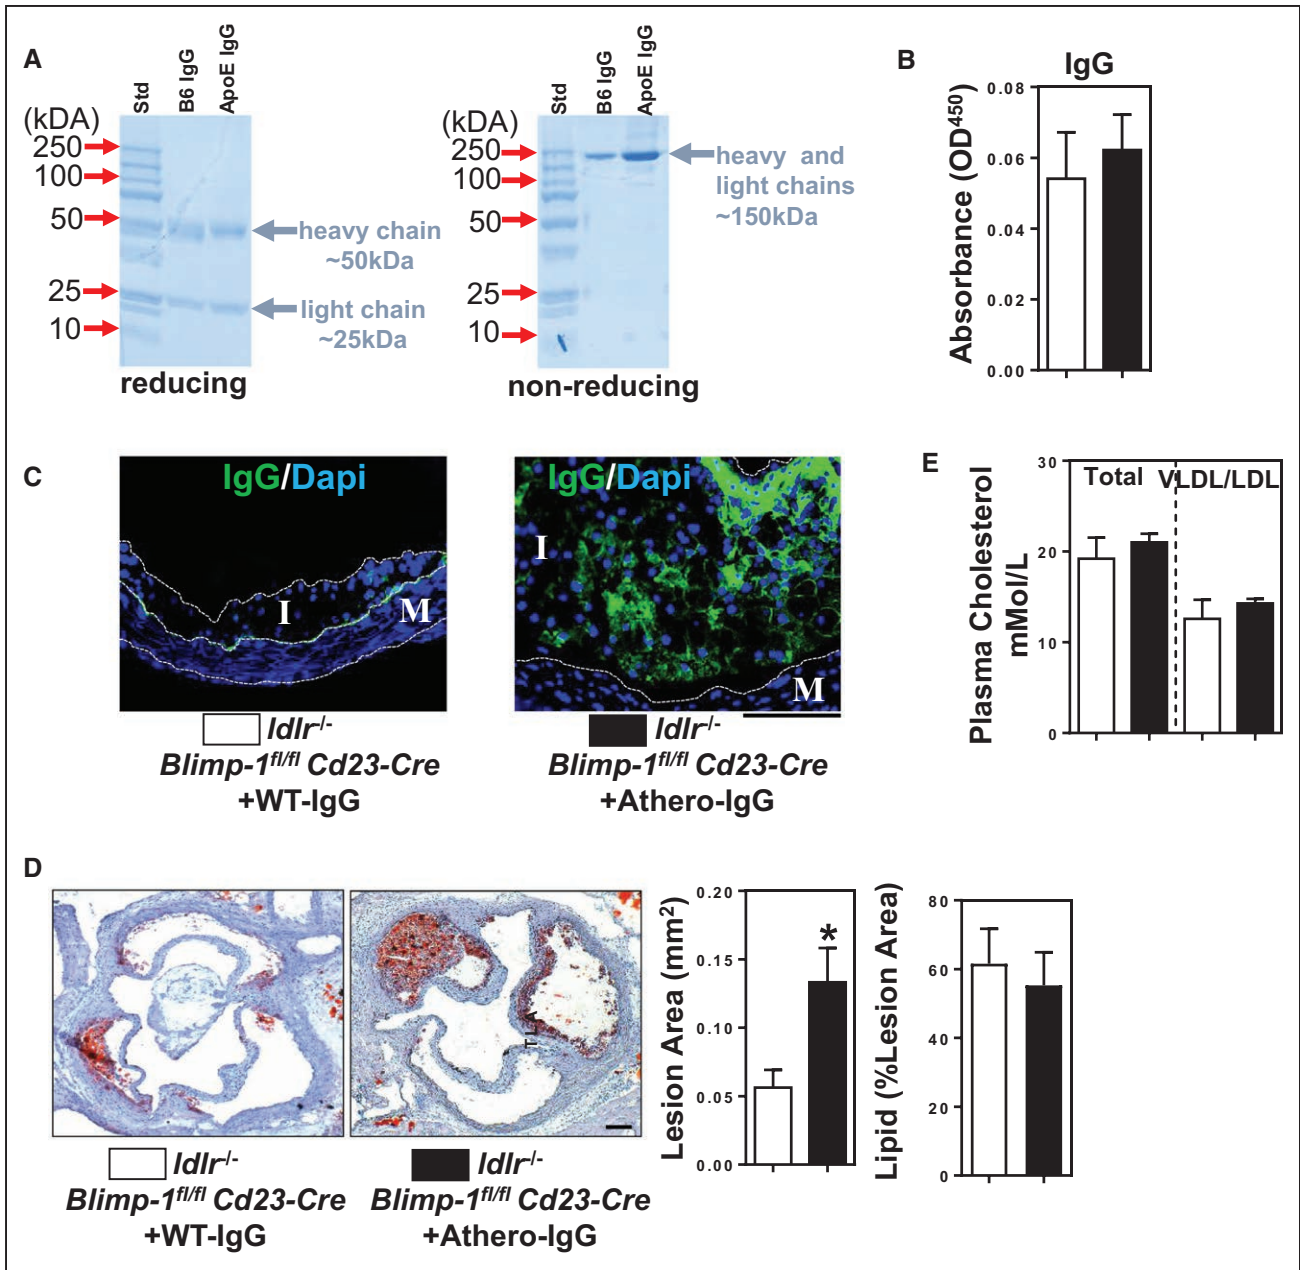 A
Std
B6 IgG
ApoE IgG
(kDA)
250
100
50
25
10
heavy chain
~50kDa
light chain
~25kDa
reducing
Std
B6 IgG
ApoE IgG
(kDA)
250
100
50
25
10
heavy and
light chains
~150kDa
non-reducing
B
IgG
Absorbance (OD⁴⁵⁰)
0.08
0.06
0.04
0.02
0.00
C
IgG/Dapi
I
M
ldlr⁻/⁻
Blimp-1ᶠˡ/ᶠˡ Cd23-Cre
+WT-IgG
IgG/Dapi
I
M
ldlr⁻/⁻
Blimp-1ᶠˡ/ᶠˡ Cd23-Cre
+Athero-IgG
E
Plasma Cholesterol
mMol/L
30
20
10
0
Total
VLDL/LDL
D
TLA
ldlr⁻/⁻
Blimp-1ᶠˡ/ᶠˡ Cd23-Cre
+WT-IgG
ldlr⁻/⁻
Blimp-1ᶠˡ/ᶠˡ Cd23-Cre
+Athero-IgG
Lesion Area (mm²)
0.20
0.15
0.10
0.05
0.00
*
Lipid (%Lesion Area)
80
60
40
20
0